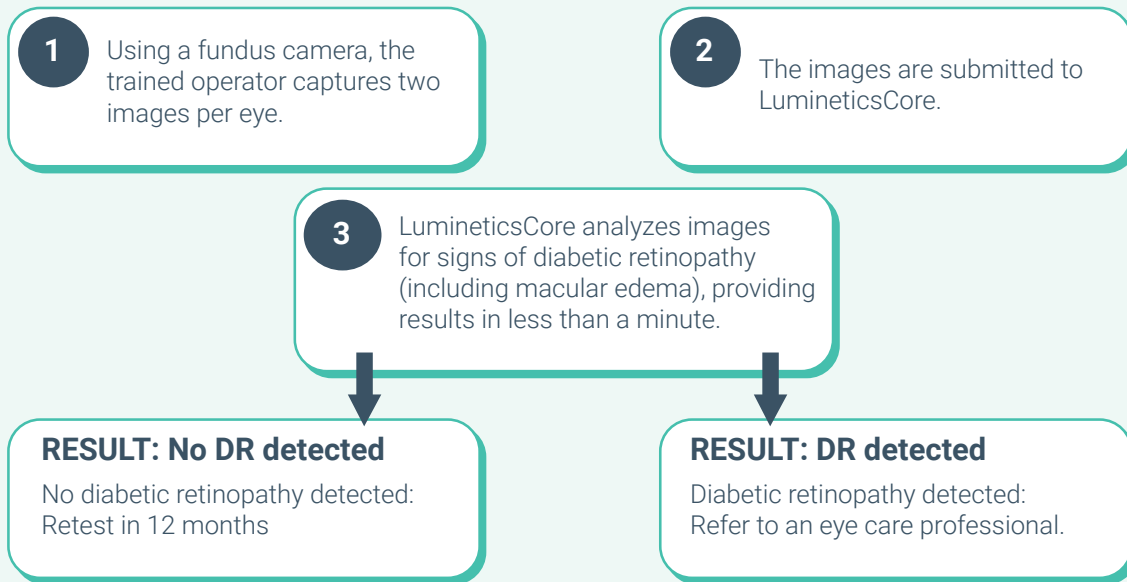 1
Using a fundus camera, the
trained operator captures two
images per eye.
2
The images are submitted to
LumineticsCore.
3
LumineticsCore analyzes images
for signs of diabetic retinopathy
(including macular edema), providing
results in less than a minute.
RESULT: No DR detected
No diabetic retinopathy detected:
Retest in 12 months
RESULT: DR detected
Diabetic retinopathy detected:
Refer to an eye care professional.